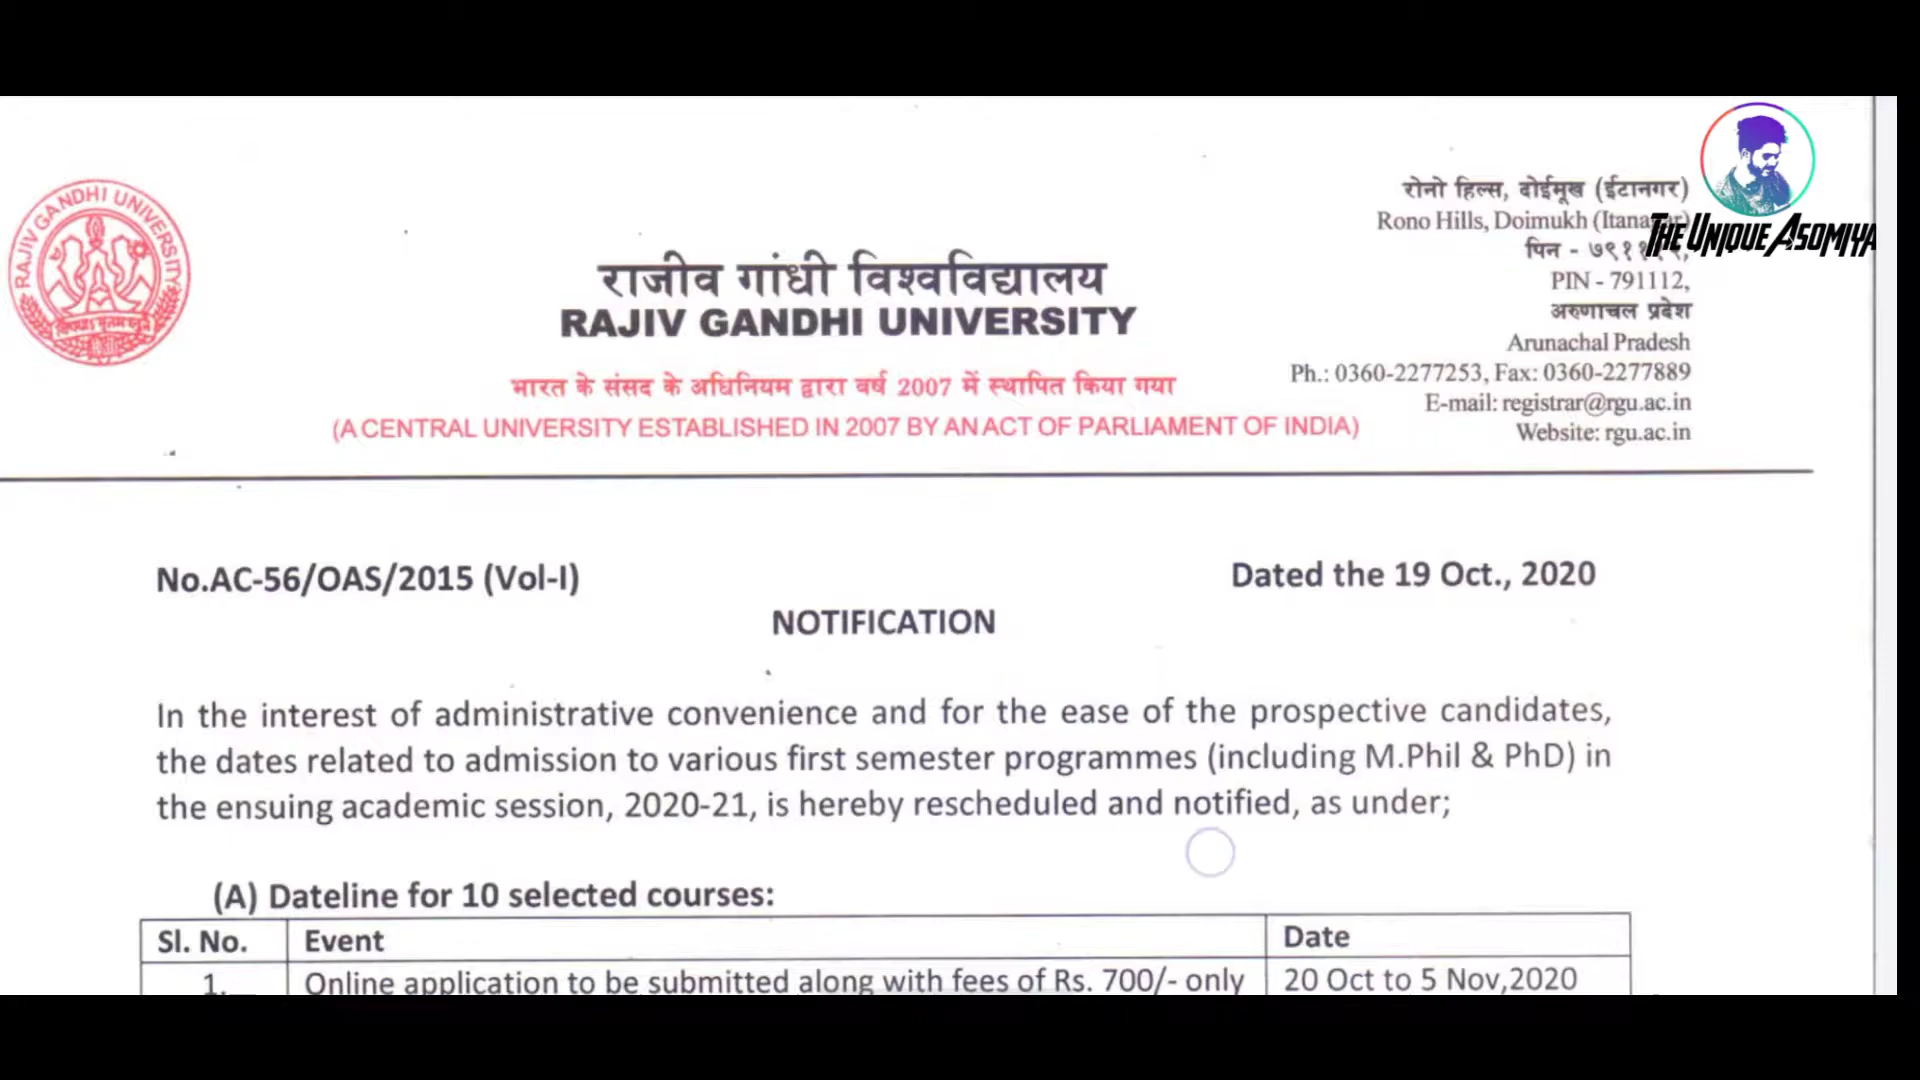 RAJIV GANDHI UNIVERSITY
राजीव गांधी विश्वविद्यालय
RAJIV GANDHI UNIVERSITY
भारत के संसद के अधिनियम द्वारा वर्ष 2007 में स्थापित किया गया
(A CENTRAL UNIVERSITY ESTABLISHED IN 2007 BY AN ACT OF PARLIAMENT OF INDIA)
रोनो हिल्स, दोईमूख (ईटानगर)
Rono Hills, Doimukh (Itanagar)
पिन -
PIN - 791112,
अरुणाचल प्रदेश
Arunachal Pradesh
Ph.: 0360-2277253, Fax: 0360-2277889
E-mail: registrar@rgu.ac.in
Website: rgu.ac.in
The Unique Asomiya
No.AC-56/OAS/2015 (Vol-I)
Dated the 19 Oct., 2020
NOTIFICATION
In the interest of administrative convenience and for the ease of the prospective candidates,
the dates related to admission to various first semester programmes (including M.Phil & PhD) in
the ensuing academic session, 2020-21, is hereby rescheduled and notified, as under;
(A) Dateline for 10 selected courses:
Sl. No. Event Date
1. Online application to be submitted along with fees of Rs. 700/- only 20 Oct to 5 Nov,2020